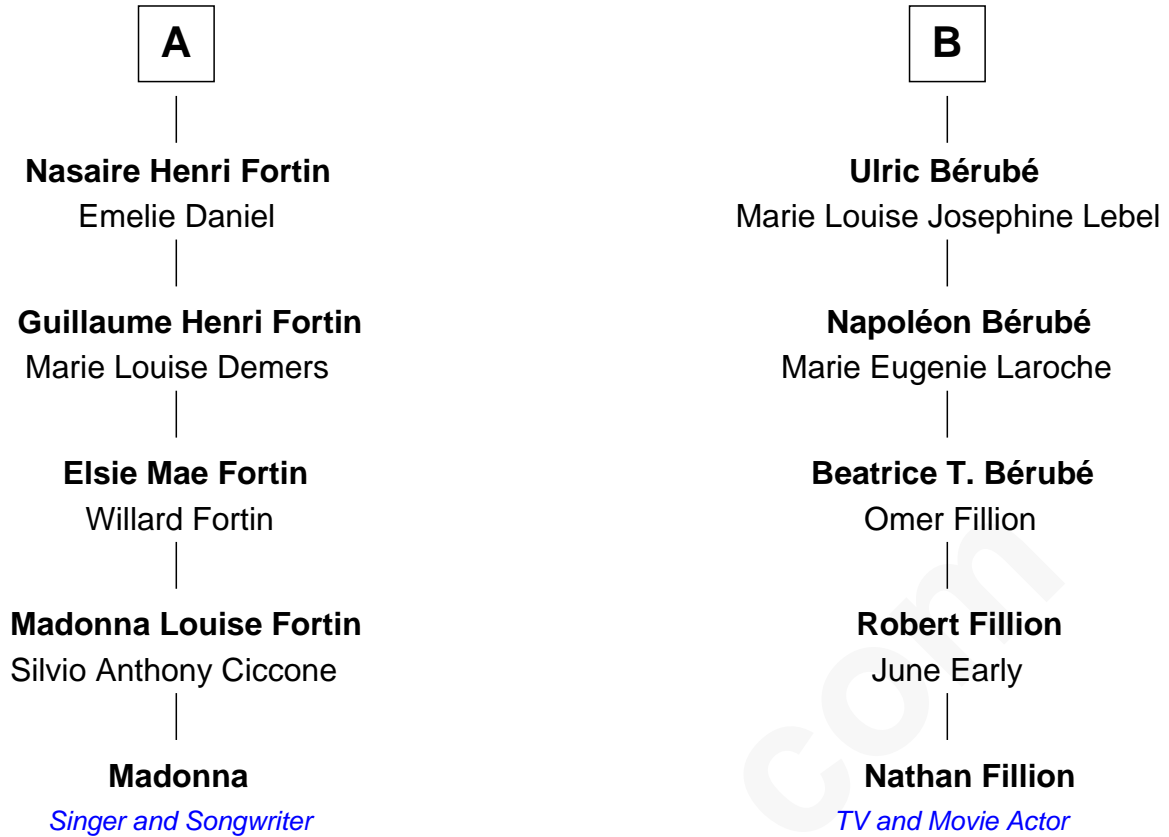 A
Nasaire Henri Fortin
Emelie Daniel
Guillaume Henri Fortin
Marie Louise Demers
Elsie Mae Fortin
Willard Fortin
Madonna Louise Fortin
Silvio Anthony Ciccone
Madonna
Singer and Songwriter
B
Ulric Bérubé
Marie Louise Josephine Lebel
Napoléon Bérubé
Marie Eugenie Laroche
Beatrice T. Bérubé
Omer Fillion
Robert Fillion
June Early
Nathan Fillion
TV and Movie Actor
com